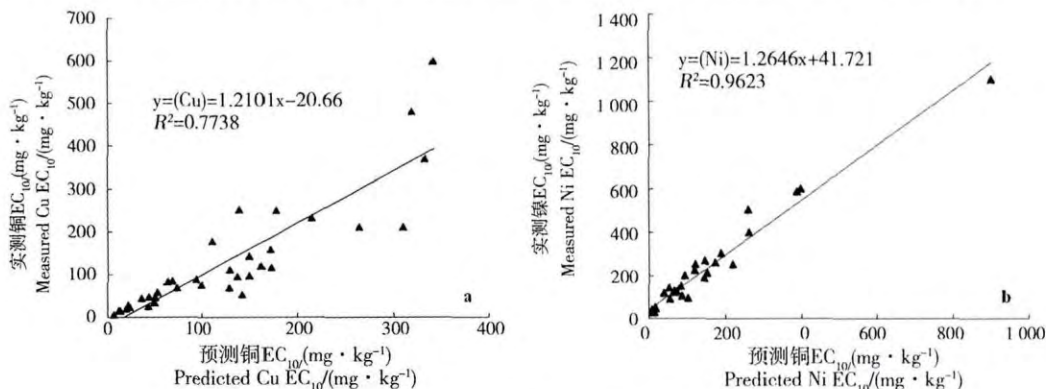 700
600
500
400
300
200
100
0
实测铜EC10/(mg·kg-1)
Measured Cu EC10/(mg·kg-1)
y=(Cu)=1.2101x-20.66
R2=0.7738
a
0
100
200
300
400
预测铜EC10/(mg·kg-1)
Predicted Cu EC10/(mg·kg-1)
1 400
1 200
1 000
800
600
400
200
0
实测镍EC10/(mg·kg-1)
Measured Ni EC10/(mg·kg-1)
y=(Ni)=1.2646x+41.721
R2=0.9623
b
0
200
0
600
800
1 000
预测铜EC10/(mg·kg-1)
Predicted Ni EC10/(mg·kg-1)